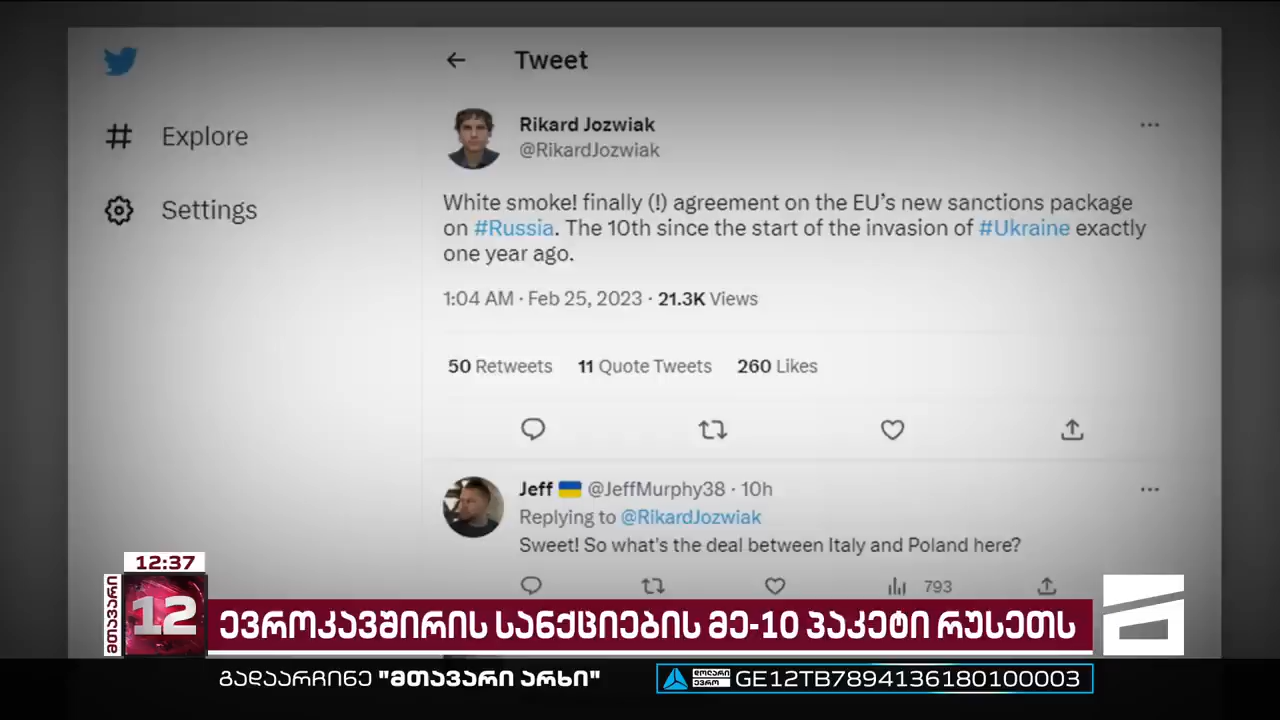 Tweet
Explore
Settings
Rikard Jozwiak
@RikardJozwiak
White smoke! finally (!) agreement on the EU's new sanctions package
on #Russia. The 10th since the start of the invasion of #Ukraine exactly
one year ago.
1:04 AM · Feb 25, 2023 · 21.3K Views
50 Retweets 11 Quote Tweets 260 Likes
Jeff @JeffMurphy38 · 10h
Replying to @RikardJozwiak
Sweet! So what's the deal between Italy and Poland here?
793
12:37
მთავარი
12
ევროკავშირის სანქციების მე-10 პაკეტი რუსეთს
გადაარჩინე "მთავარი არხი"
დოლარი
ევრო
GE12TB7894136180100003